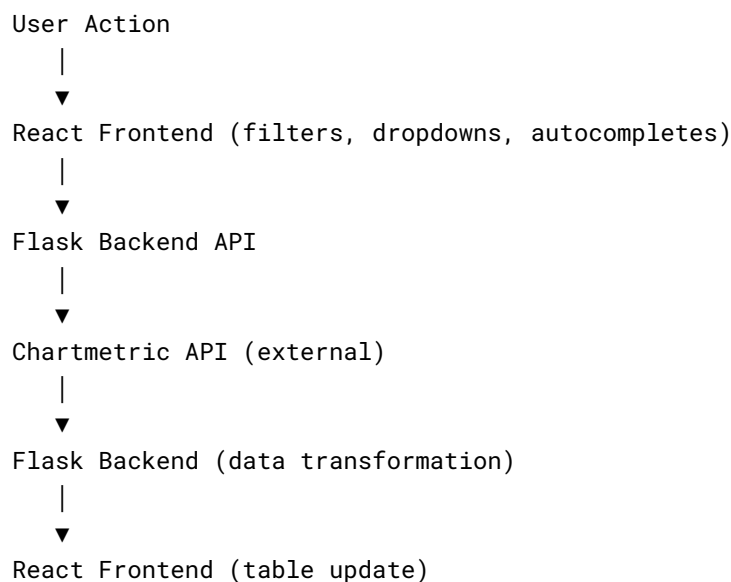 User Action
│
▼
React Frontend (filters, dropdowns, autocompletes)
│
▼
Flask Backend API
│
▼
Chartmetric API (external)
│
▼
Flask Backend (data transformation)
│
▼
React Frontend (table update)